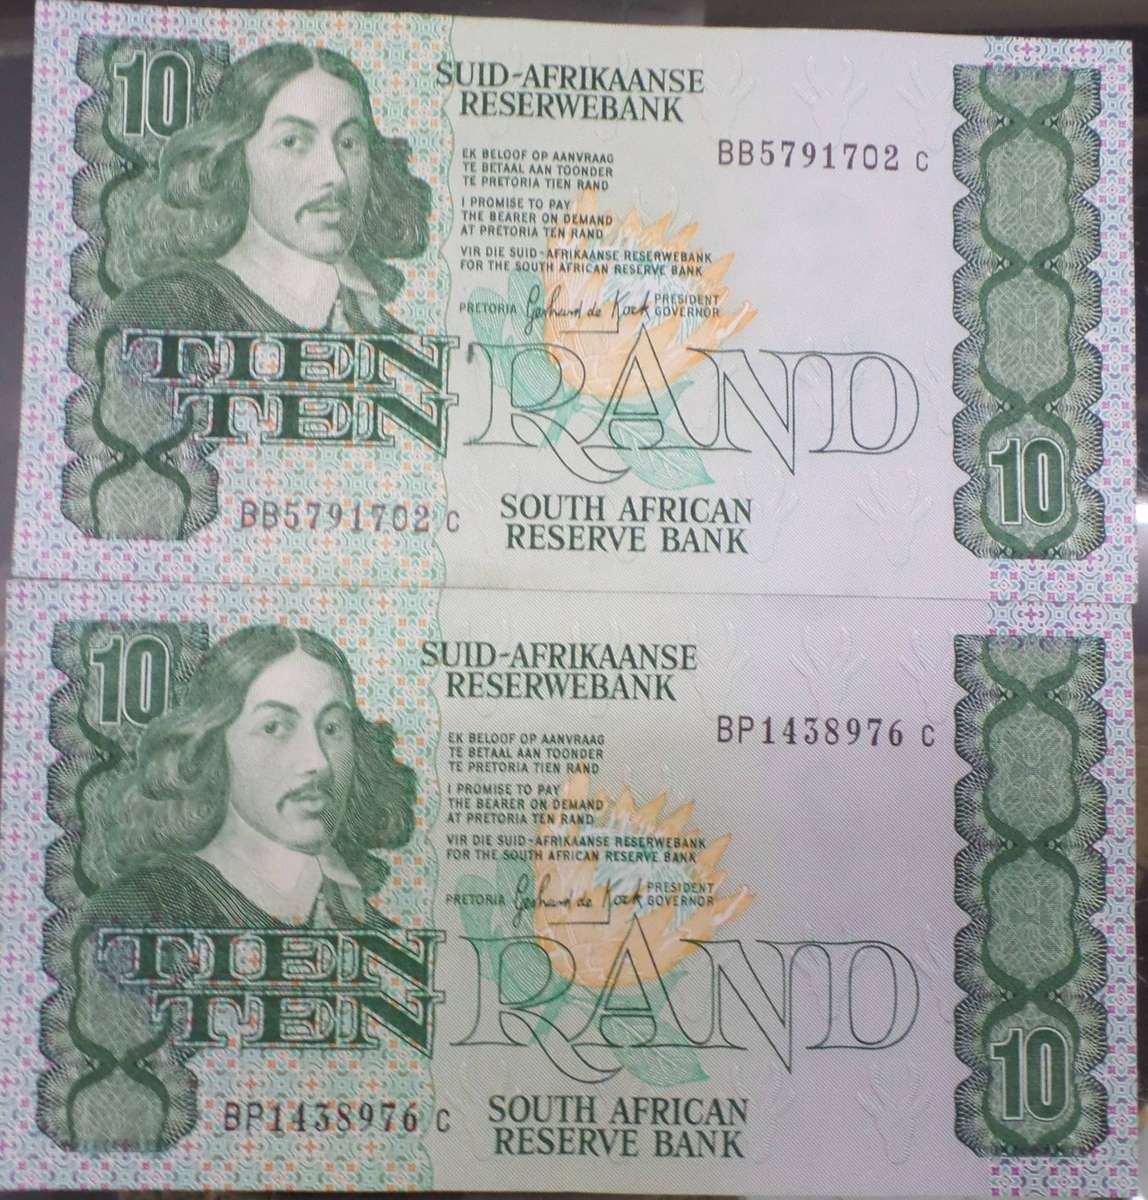 10
SUID-AFRIKAANSE
RESERWEBANK
BB5791702 C
EK BELOOF OP AANVRAAG
TE BETAAL AAN TOONDER
TE PRETORIA TIEN RAND
I PROMISE TO PAY
THE BEARER ON DEMAND
AT PRETORIA TEN RAND
VIR DIE SUID-AFRIKAANSE RESERWEBANK
FOR THE SOUTH AFRICAN RESERVE BANK
PRETORIA Gerhard de Kock PRESIDENT
GOVERNOR
TIEN
TEN
RAND
10
BB5791702 C
SOUTH AFRICAN
RESERVE BANK
10
SUID-AFRIKAANSE
RESERWEBANK
BP1438976 C
EK BELOOF OP AANVRAAG
TE BETAAL AAN TOONDER
TE PRETORIA TIEN RAND
I PROMISE TO PAY
THE BEARER ON DEMAND
AT PRETORIA TEN RAND
VIR DIE SUID-AFRIKAANSE RESERWEBANK
FOR THE SOUTH AFRICAN RESERVE BANK
PRETORIA Gerhard de Kock PRESIDENT
GOVERNOR
TIEN
TEN
RAND
10
BP1438976 C
SOUTH AFRICAN
RESERVE BANK